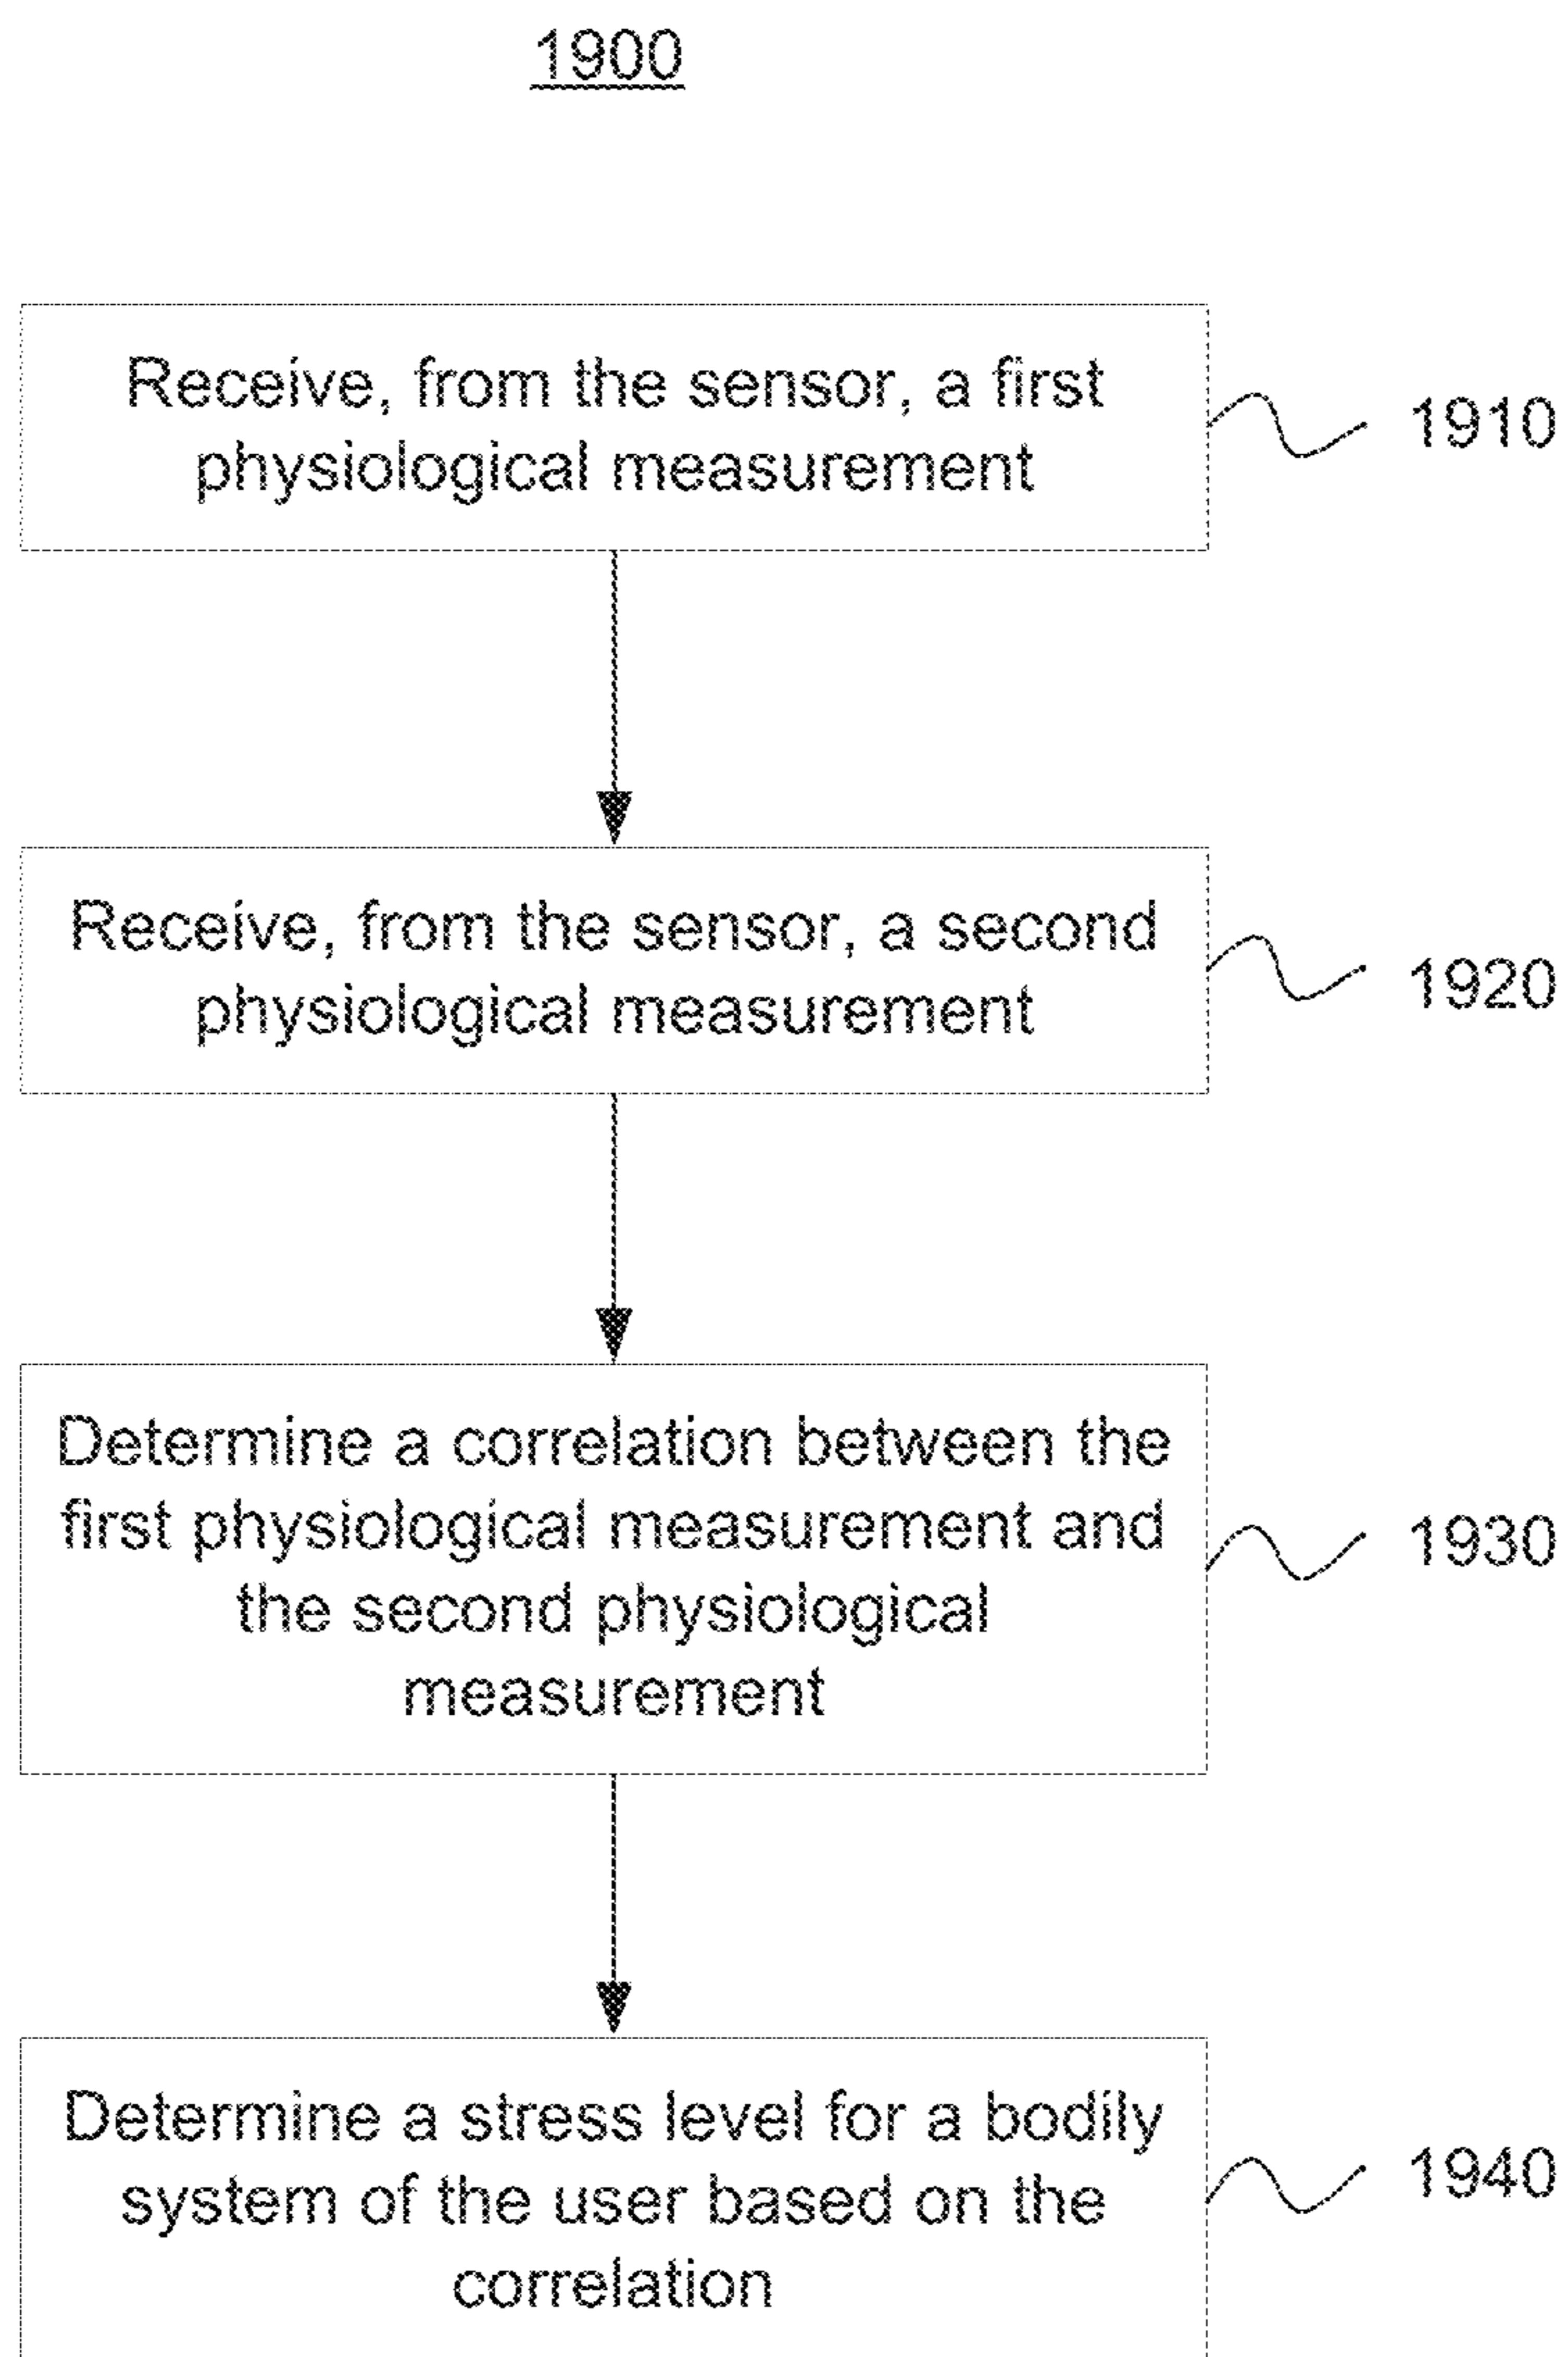 1900
Receive, from the sensor, a first
physiological measurement
1910
Receive, from the sensor, a second
physiological measurement
1920
Determine a correlation between the
first physiological measurement and
the second physiological
measurement
1930
Determine a stress level for a bodily
system of the user based on the
correlation
1940